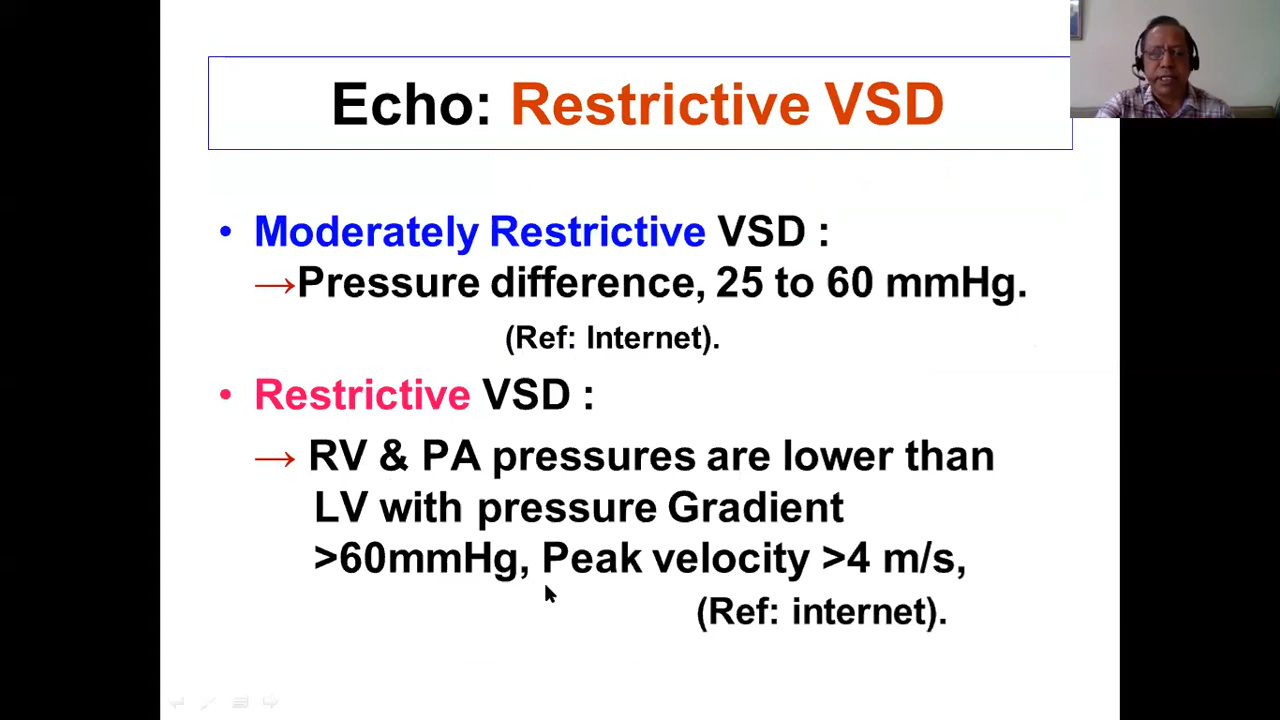 Echo: Restrictive VSD
• Moderately Restrictive VSD :
→Pressure difference, 25 to 60 mmHg.
(Ref: Internet).
• Restrictive VSD :
→ RV & PA pressures are lower than
LV with pressure Gradient
>60mmHg, Peak velocity >4 m/s,
(Ref: internet).